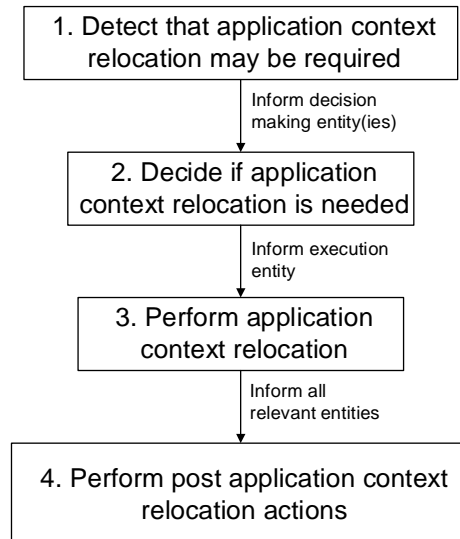 1. Detect that application context
relocation may be required
Inform decision
making entity(ies)
2. Decide if application
context relocation is needed
Inform execution
entity
3. Perform application
context relocation
Inform all
relevant entities
4. Perform post application context
relocation actions